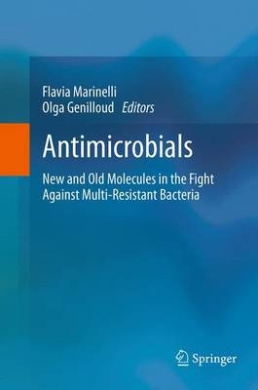 Flavia Marinelli
Olga Genilloud   Editors
Antimicrobials
New and Old Molecules in the Fight
Against Multi-Resistant Bacteria
Springer